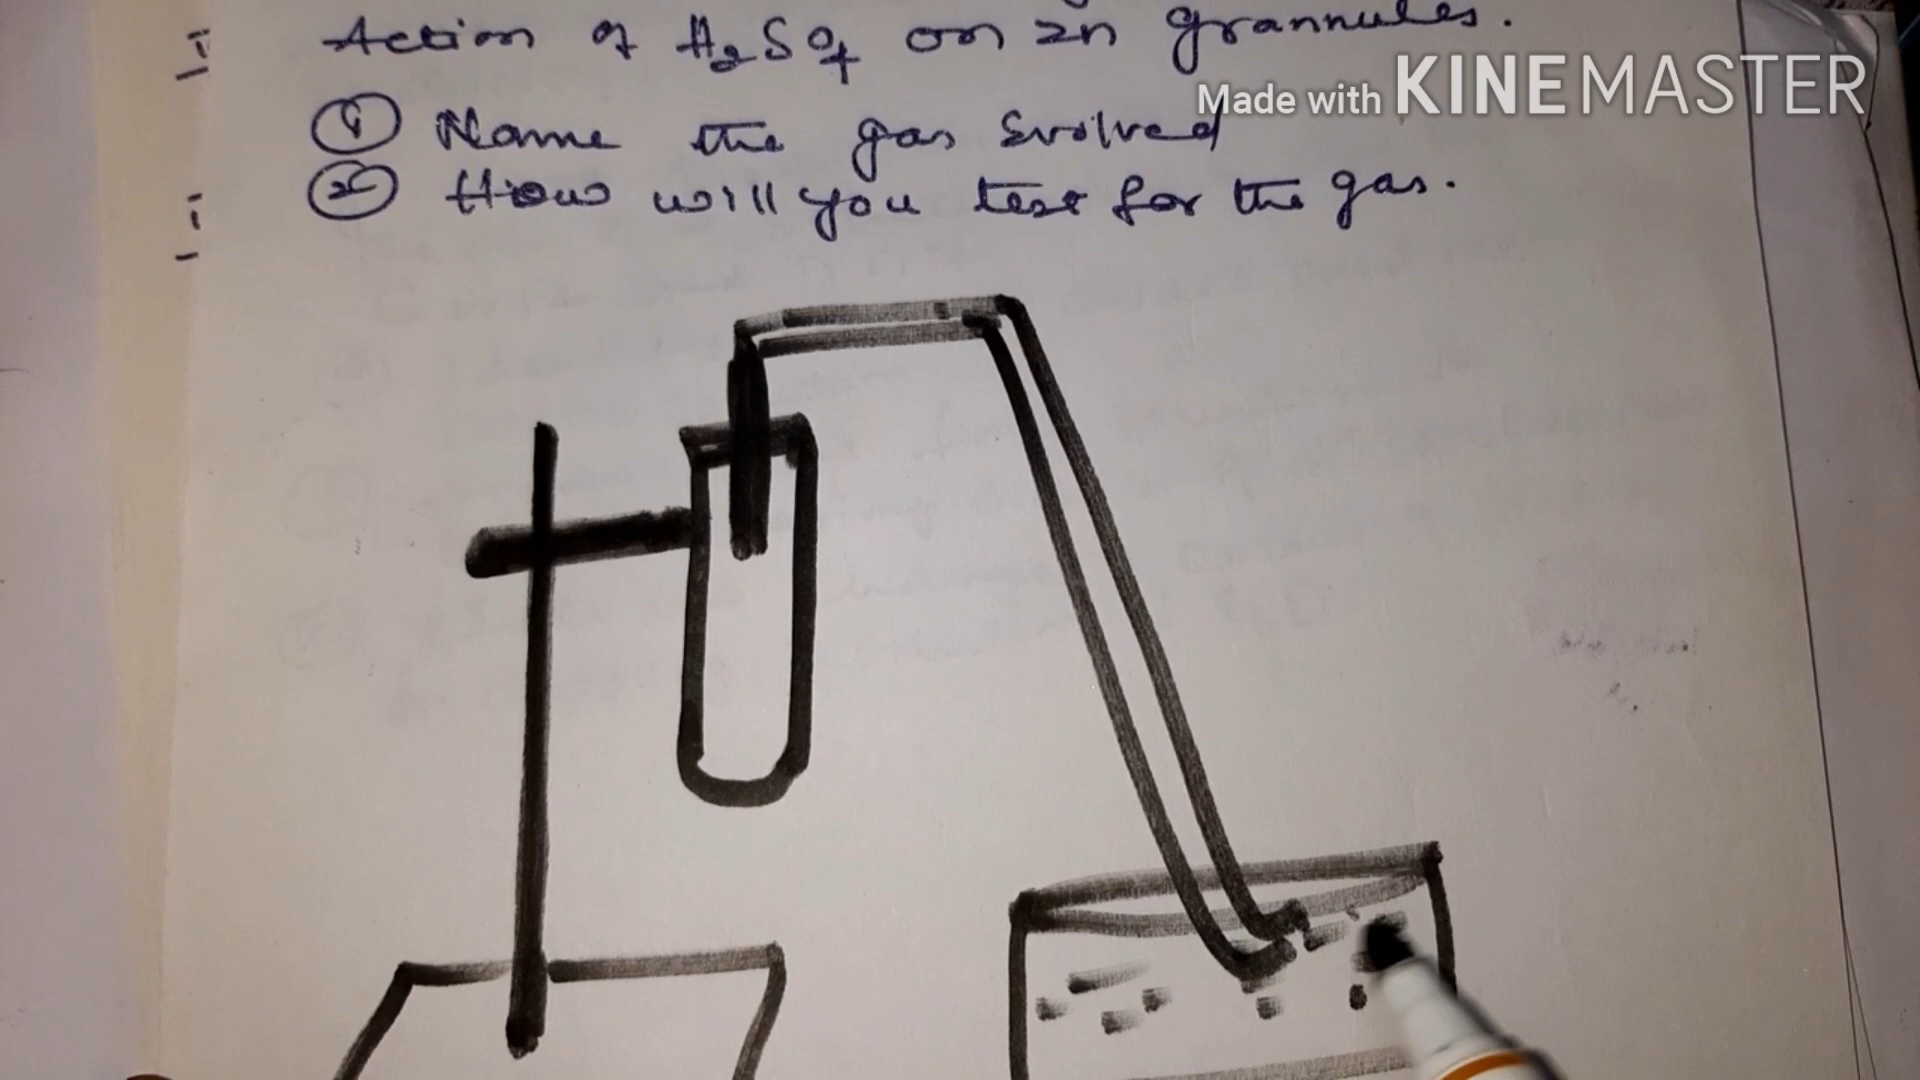 Action of H2SO4 on Zn grannules.
Made with KINEMASTER
① Name the gas Evolved
② How will you test for the gas.